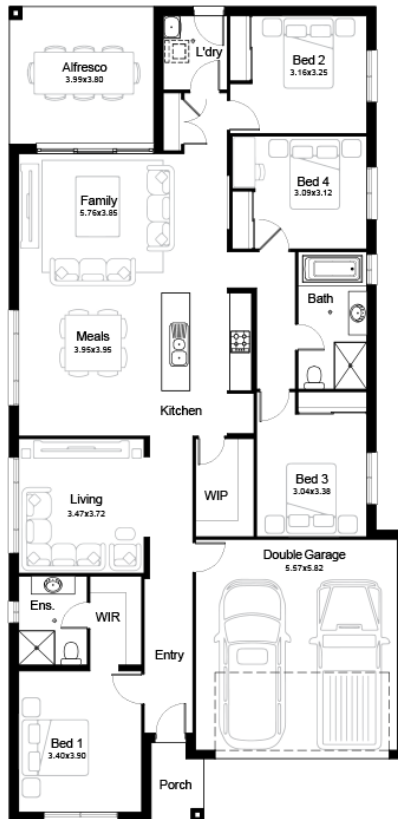 L'dry
Bed 2
3.16x3.25
Alfresco
3.99x3.80
Bed 4
3.09x3.12
Family
5.76x3.85
Bath
Meals
3.95x3.95
Kitchen
Bed 3
3.04x3.38
WIP
Living
3.47x3.72
Double Garage
5.57x5.82
Ens.
WIR
Entry
Bed 1
3.40x3.90
Porch